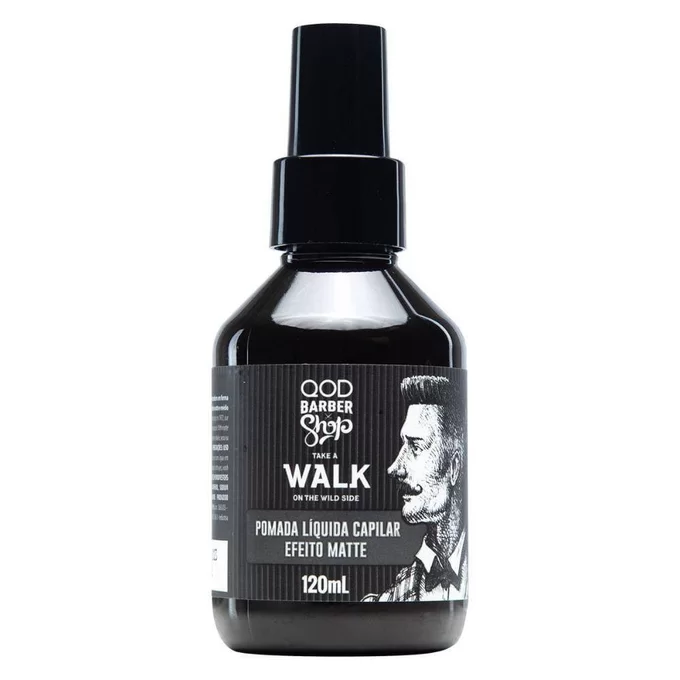 QOD
BARBER
Shop
TAKE A
WALK
ON THE WILD SIDE
POMADA LÍQUIDA CAPILAR
EFEITO MATTE
120mL